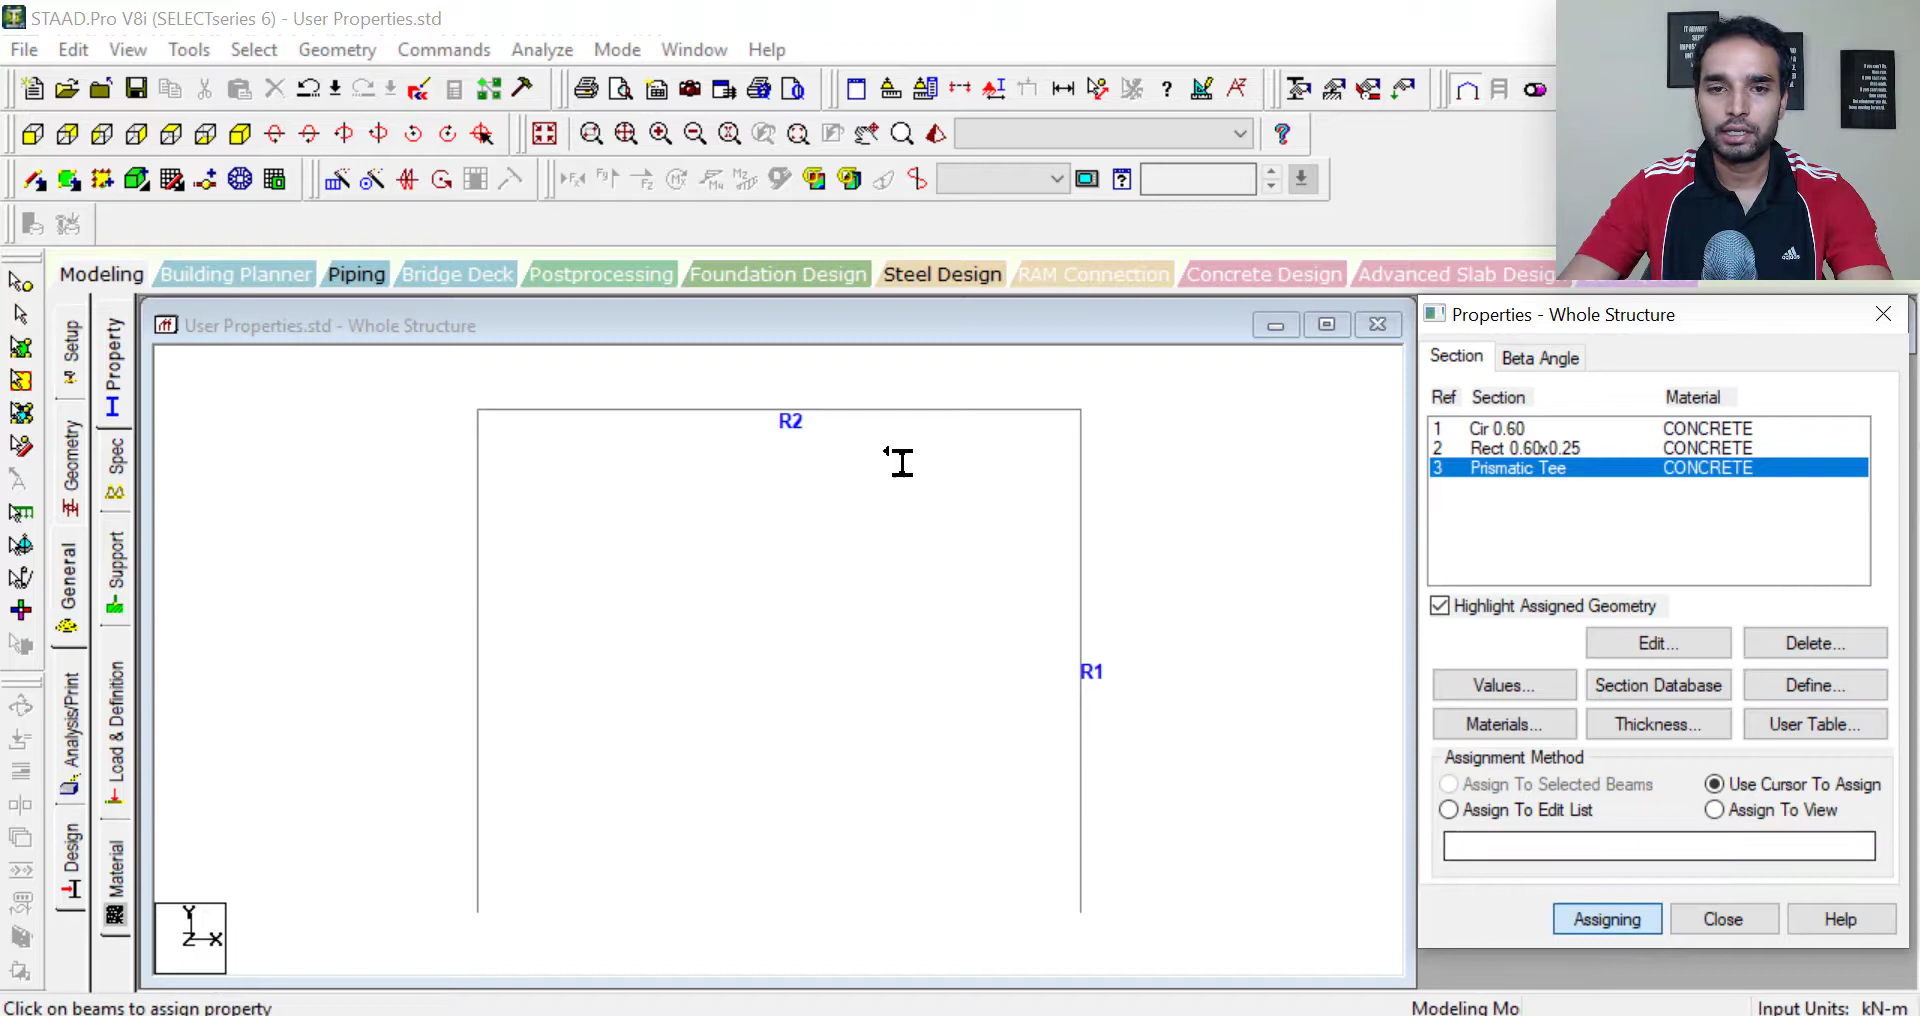 STAAD.Pro V8i (SELECTseries 6) - User Properties.std
File Edit View Tools Select Geometry Commands Analyze Mode Window Help
Modeling Building Planner Piping Bridge Deck Postprocessing Foundation Design Steel Design RAM Connection Concrete Design Advanced Slab Design
Setup
Geometry
General
Analysis/Print
Design
Property
Spec
Support
Load & Definition
Material
User Properties.std - Whole Structure
R2
R1
Y
Z X
Properties - Whole Structure
Section Beta Angle
Ref Section Material
1 Cir 0.60 CONCRETE
2 Rect 0.60x0.25 CONCRETE
3 Prismatic Tee CONCRETE
Highlight Assigned Geometry
Edit... Delete...
Values... Section Database Define...
Materials... Thickness... User Table...
Assignment Method
Assign To Selected Beams Use Cursor To Assign
Assign To Edit List Assign To View
Assigning Close Help
Click on beams to assign property Modeling Mo Input Units: kN-m
adidas